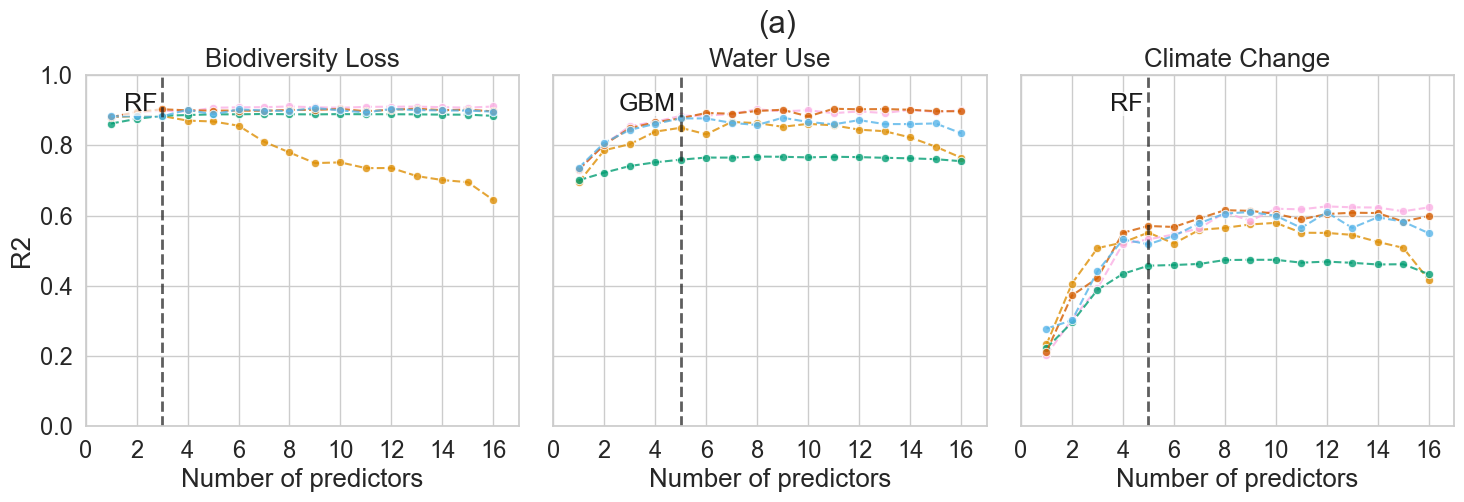 (a)
Biodiversity Loss
Water Use
Climate Change
R2
1.0
0.8
0.6
0.4
0.2
0.0
RF
GBM
RF
0 2 4 6 8 10 12 14 16
0 2 4 6 8 10 12 14 16
0 2 4 6 8 10 12 14 16
Number of predictors
Number of predictors
Number of predictors